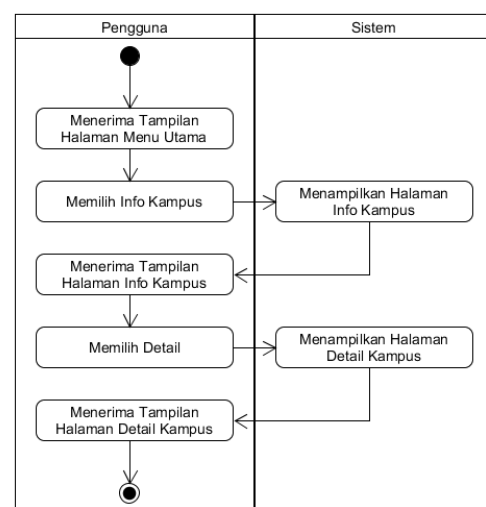 Pengguna
Sistem
Menerima Tampilan
Halaman Menu Utama
Memilih Info Kampus
Menampilkan Halaman
Info Kampus
Menerima Tampilan
Halaman Info Kampus
Memilih Detail
Menampilkan Halaman
Detail Kampus
Menerima Tampilan
Halaman Detail Kampus